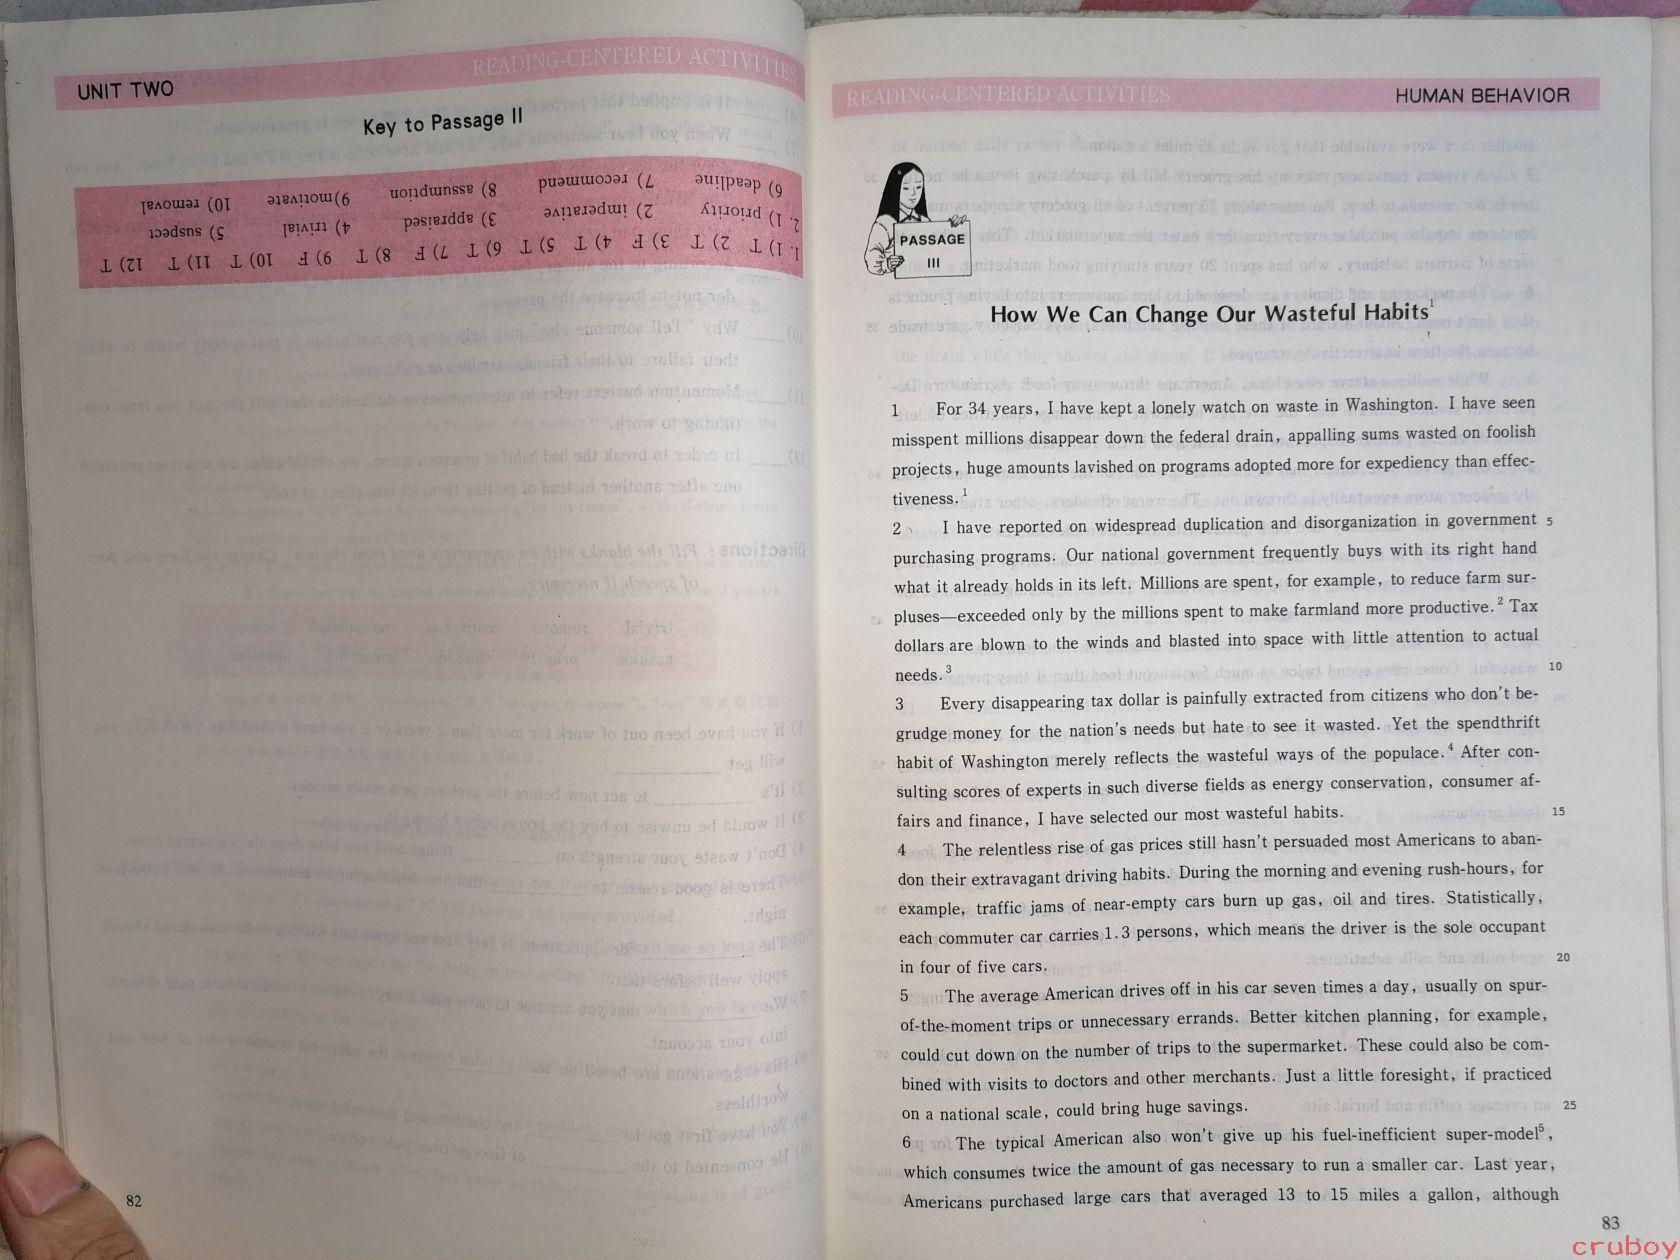 READING-CENTERED ACTIVITIES
UNIT TWO
Key to Passage II
1. 1) T 2) T 3) F 4) T 5) T 6) T 7) F 8) T 9) F 10) T 11) T 12) T
2. 1) priority 2) imperative 3) appraised 4) trivial 5) suspect
6) deadline 7) recommend 8) assumption 9) motivate 10) removal
82
READING-CENTERED ACTIVITIES HUMAN BEHAVIOR
PASSAGE
III
How We Can Change Our Wasteful Habits1
1 For 34 years, I have kept a lonely watch on waste in Washington. I have seen
misspent millions disappear down the federal drain, appalling sums wasted on foolish
projects, huge amounts lavished on programs adopted more for expediency than effec-
tiveness.1
2 I have reported on widespread duplication and disorganization in government 5
purchasing programs. Our national government frequently buys with its right hand
what it already holds in its left. Millions are spent, for example, to reduce farm sur-
pluses—exceeded only by the millions spent to make farmland more productive.2 Tax
dollars are blown to the winds and blasted into space with little attention to actual
needs.3 10
3 Every disappearing tax dollar is painfully extracted from citizens who don't be-
grudge money for the nation's needs but hate to see it wasted. Yet the spendthrift
habit of Washington merely reflects the wasteful ways of the populace.4 After con-
sulting scores of experts in such diverse fields as energy conservation, consumer af-
fairs and finance, I have selected our most wasteful habits. 15
4 The relentless rise of gas prices still hasn't persuaded most Americans to aban-
don their extravagant driving habits. During the morning and evening rush-hours, for
example, traffic jams of near-empty cars burn up gas, oil and tires. Statistically,
each commuter car carries 1.3 persons, which means the driver is the sole occupant
in four of five cars. 20
5 The average American drives off in his car seven times a day, usually on spur-
of-the-moment trips or unnecessary errands. Better kitchen planning, for example,
could cut down on the number of trips to the supermarket. These could also be com-
bined with visits to doctors and other merchants. Just a little foresight, if practiced
on a national scale, could bring huge savings. 25
6 The typical American also won't give up his fuel-inefficient super-model5,
which consumes twice the amount of gas necessary to run a smaller car. Last year,
Americans purchased large cars that averaged 13 to 15 miles a gallon, although
83
cruboy